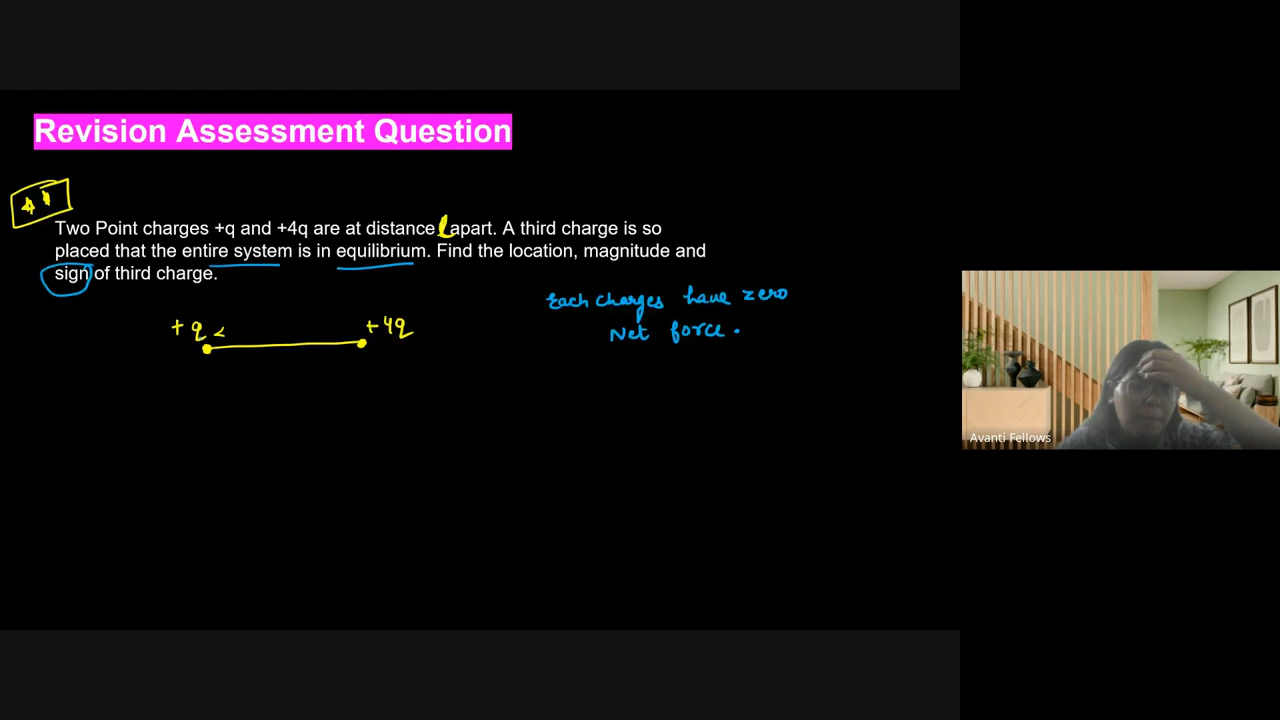 Revision Assessment Question
Two Point charges +q and +4q are at distance l apart. A third charge is so
placed that the entire system is in equilibrium. Find the location, magnitude and
sign of third charge.
Each charges have zero
Net force .
+q <
+4q
Avanti Fellows